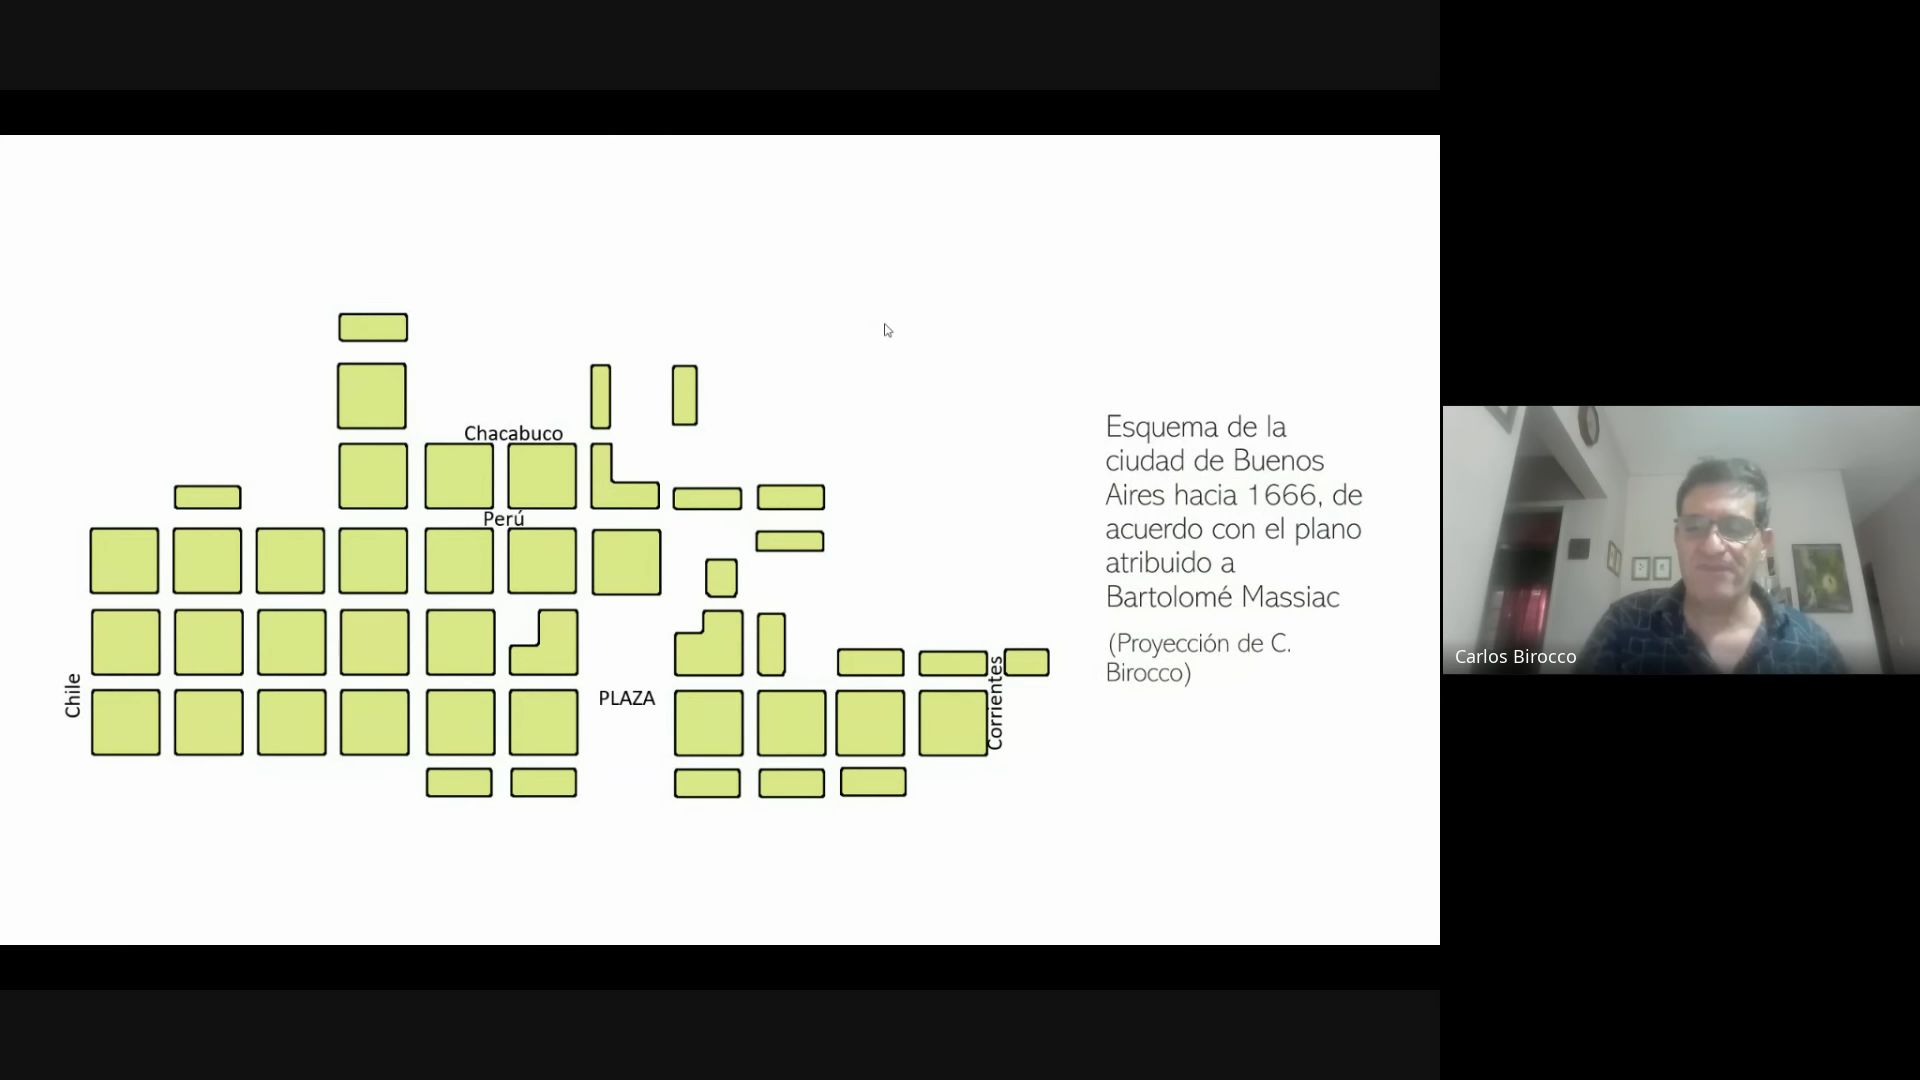 Chacabuco
Perú
Chile
PLAZA
Corrientes
Esquema de la
ciudad de Buenos
Aires hacia 1666, de
acuerdo con el plano
atribuido a
Bartolomé Massiac
(Proyección de C.
Birocco)
Carlos Birocco